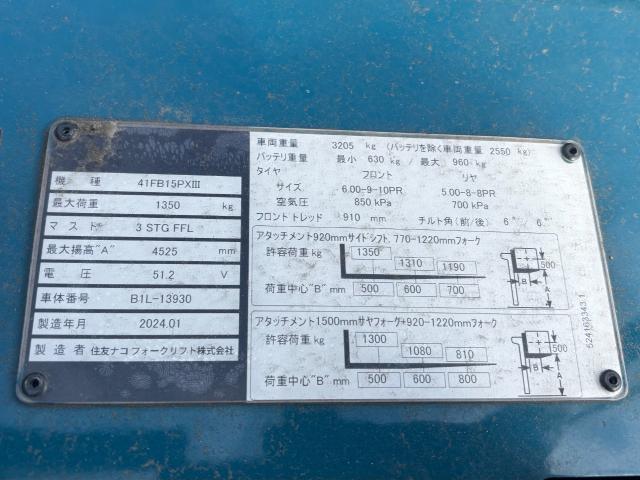 機 種 41FB15PXⅢ
最大荷重 1350 kg
マスト 3 STG FFL
最大揚高"A" 4525 mm
電 圧 51.2 V
車体番号 B1L-13930
製造年月 2024.01
製造者 住友ナコ フォークリフト株式会社
車両重量 3205 kg (バッテリを除く車両重量 2550 kg)
バッテリ重量 最小 630 kg / 最大 960 kg
タイヤ フロント リヤ
サイズ 6.00-9-10PR 5.00-8-8PR
空気圧 850 kPa 700 kPa
フロントトレッド 910 mm チルト角(前/後) 6° 6°
アタッチメント920mmサイドシフト, 770-1220mmフォーク
許容荷重 kg 1350 1310 1190
荷重中心"B" mm 500 600 700
500
B
A
アタッチメント1500mmサヤフォーク+920-1220mmフォーク
許容荷重 kg 1300 1080 810
荷重中心"B" mm 500 600 800
500
B
A
524163343.1